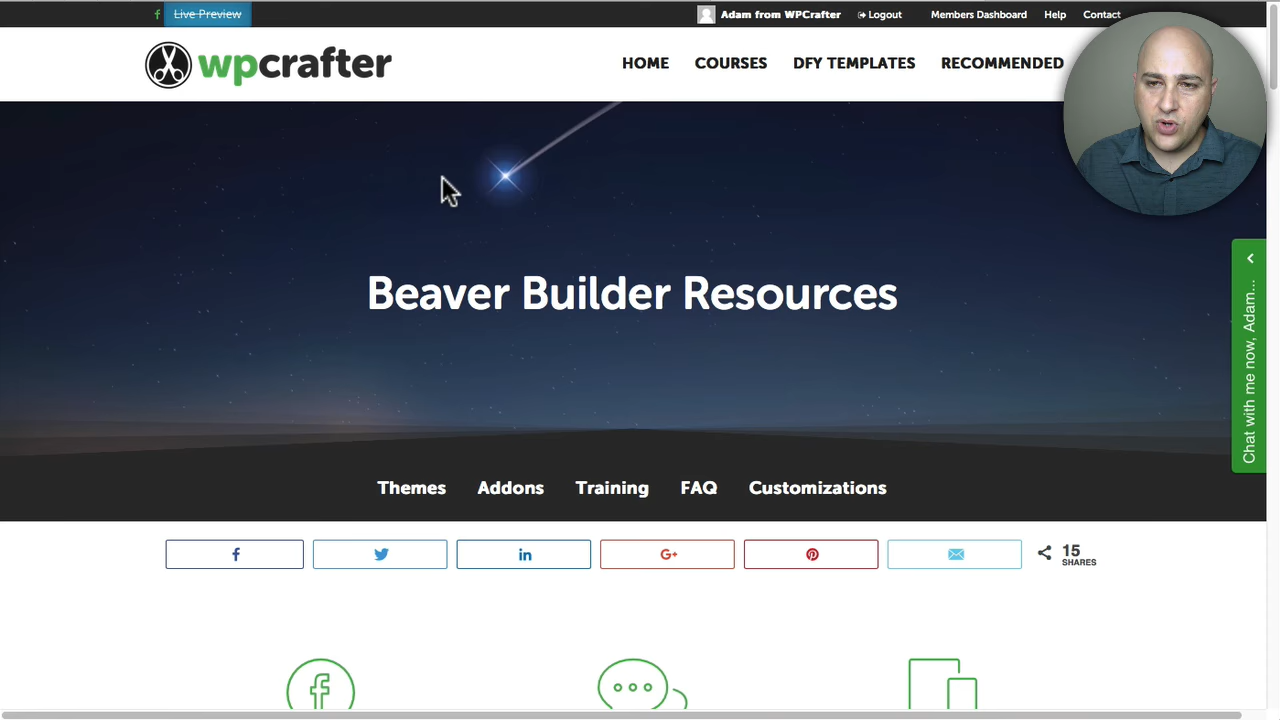 Live Preview
Adam from WPCrafter
Logout
Members Dashboard
Help
Contact
wpcrafter
HOME
COURSES
DFY TEMPLATES
RECOMMENDED
Chat with me now, Adam...
Beaver Builder Resources
Themes
Addons
Training
FAQ
Customizations
G+
15
SHARES